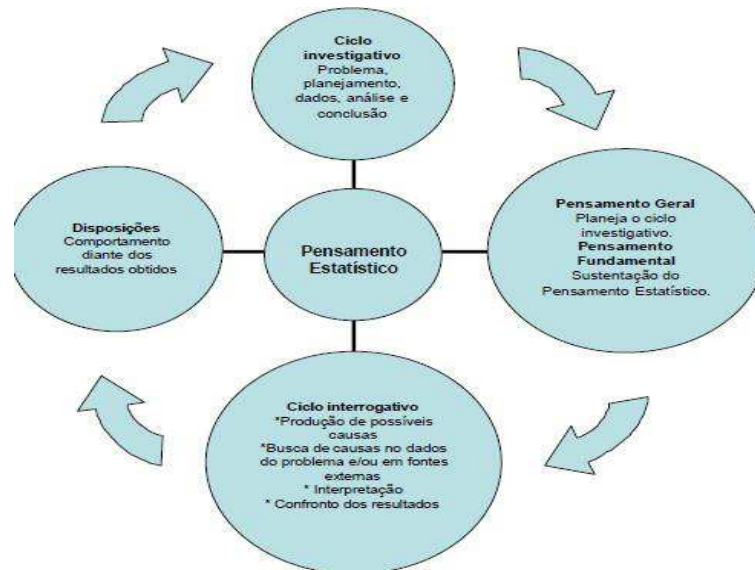 Ciclo
investigativo
Problema,
planejamento,
dados, análise e
conclusão
Disposições
Comportamento
diante dos
resultados obtidos
Pensamento
Estatístico
Pensamento Geral
Planeja o ciclo
investigativo.
Pensamento
Fundamental
Sustentação do
Pensamento Estatístico.
Ciclo interrogativo
*Produção de possíveis
causas
*Busca de causas no dados
do problema e/ou em fontes
externas
* Interpretação
* Confronto dos resultados